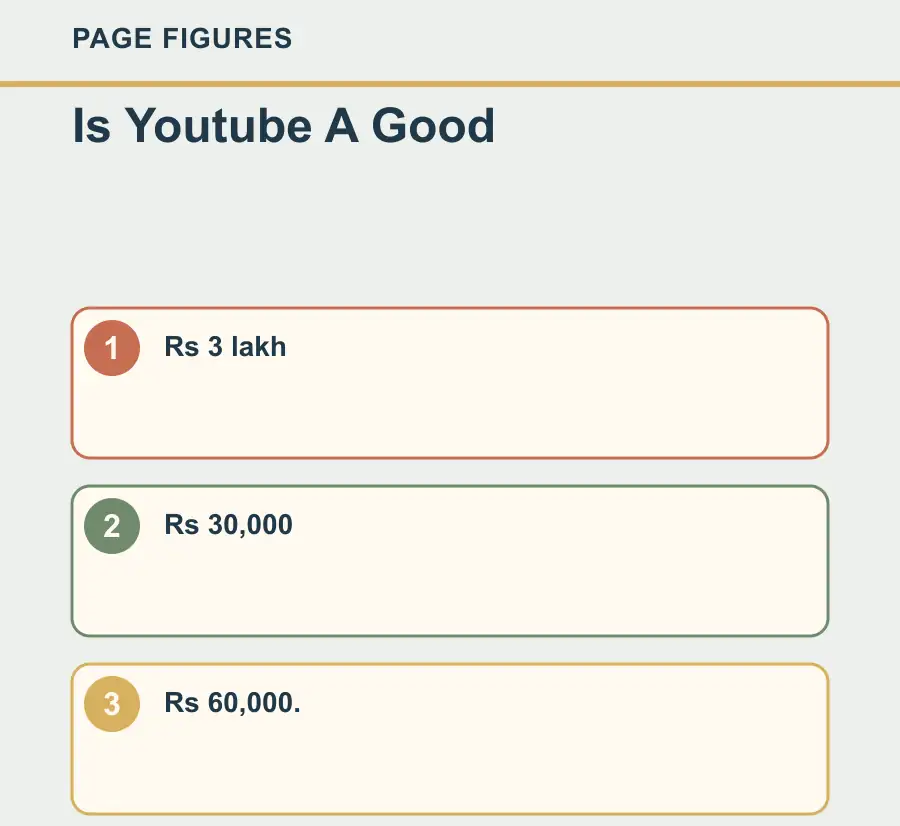 PAGE FIGURES
Is Youtube A Good
1 Rs 3 lakh
2 Rs 30,000
3 Rs 60,000.